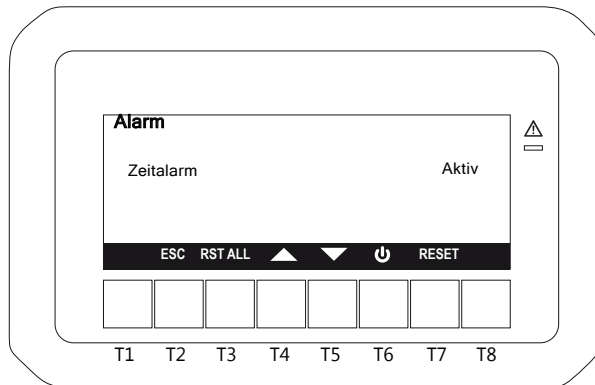 Alarm
Zeitalarm Aktiv
ESC RST ALL RESET
T1 T2 T3 T4 T5 T6 T7 T8